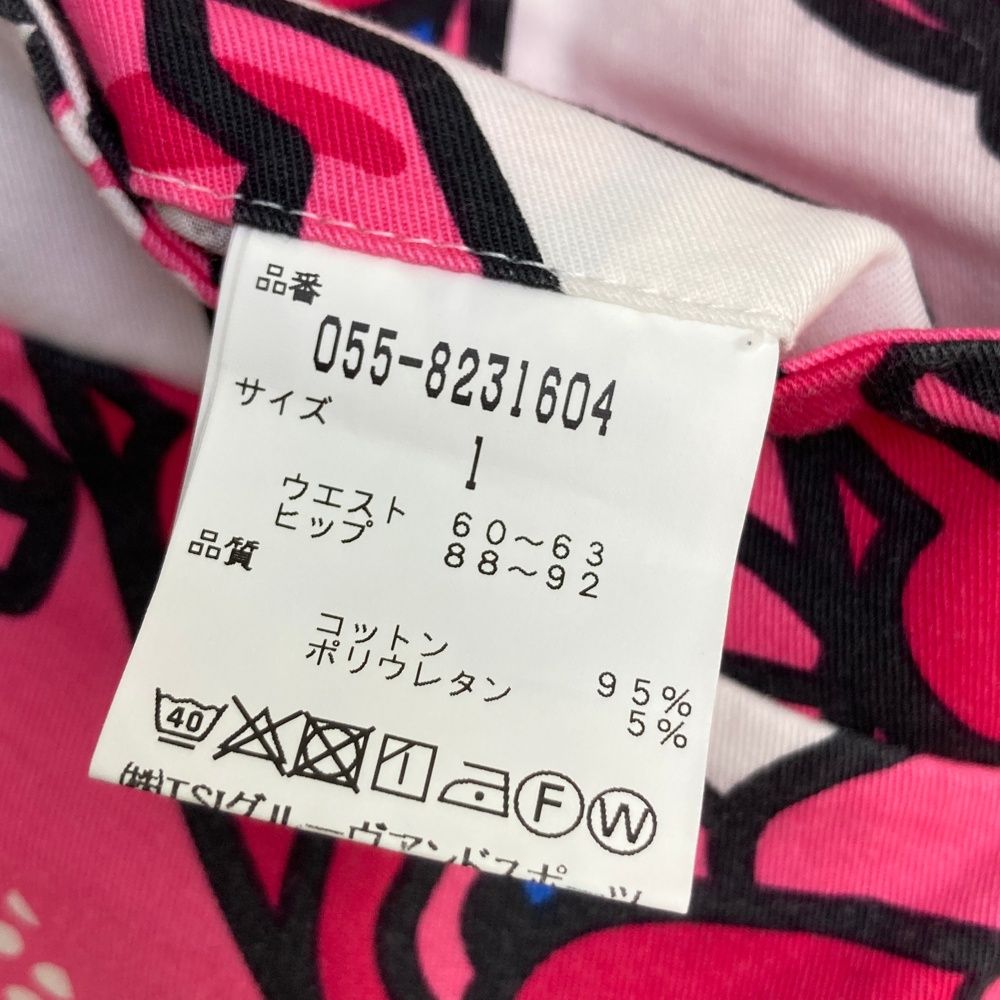 品番
055-8231604
サイズ
1
ウエスト 60～63
ヒップ 88～92
品質
コットン 95%
ポリウレタン 5%
40 1 F W
㈱TSIグルーヴアンドスポーツ